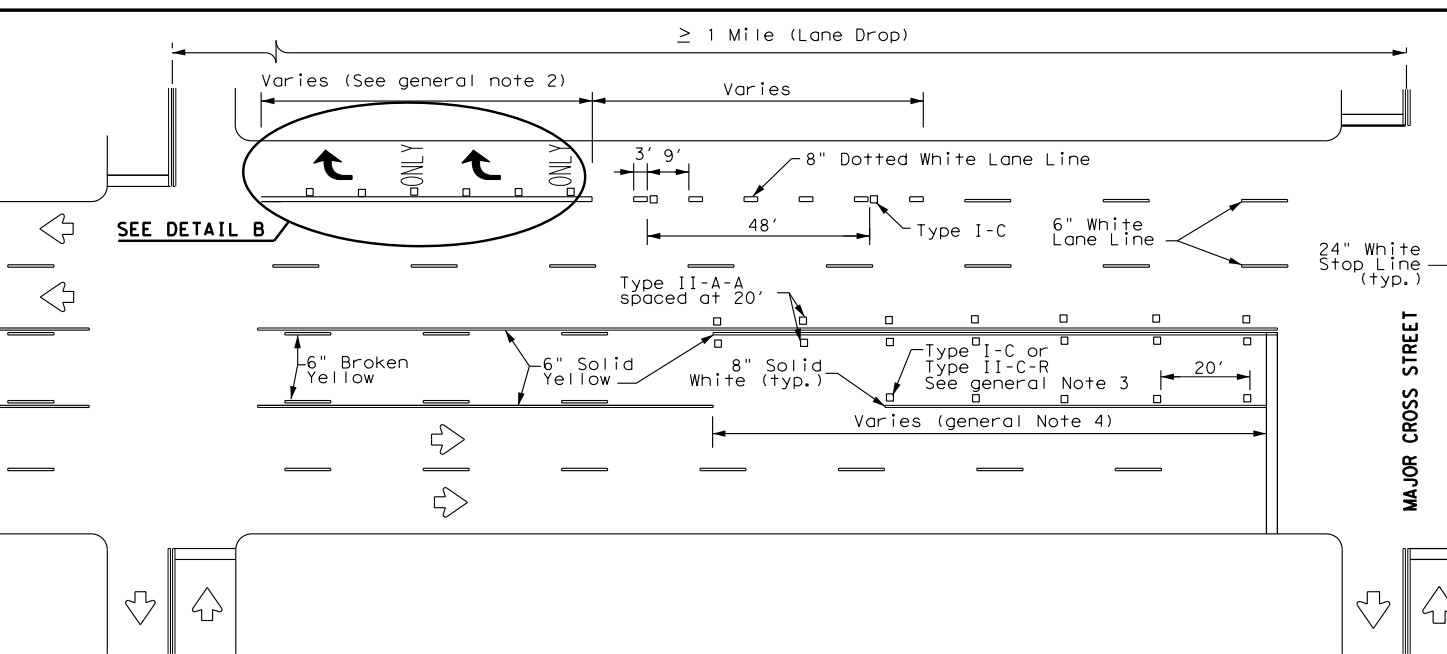 ≥ 1 Mile (Lane Drop)
Varies (See general note 2)
Varies
ONLY
ONLY
3'
9'
8" Dotted White Lane Line
SEE DETAIL B
48'
Type I-C
6" White
Lane Line
24" White
Stop Line
(typ.)
Type II-A-A
spaced at 20'
6" Broken
Yellow
6" Solid
Yellow
8" Solid
White (typ.)
Type I-C or
Type II-C-R
See general Note 3
20'
Varies (general Note 4)
MAJOR CROSS STREET